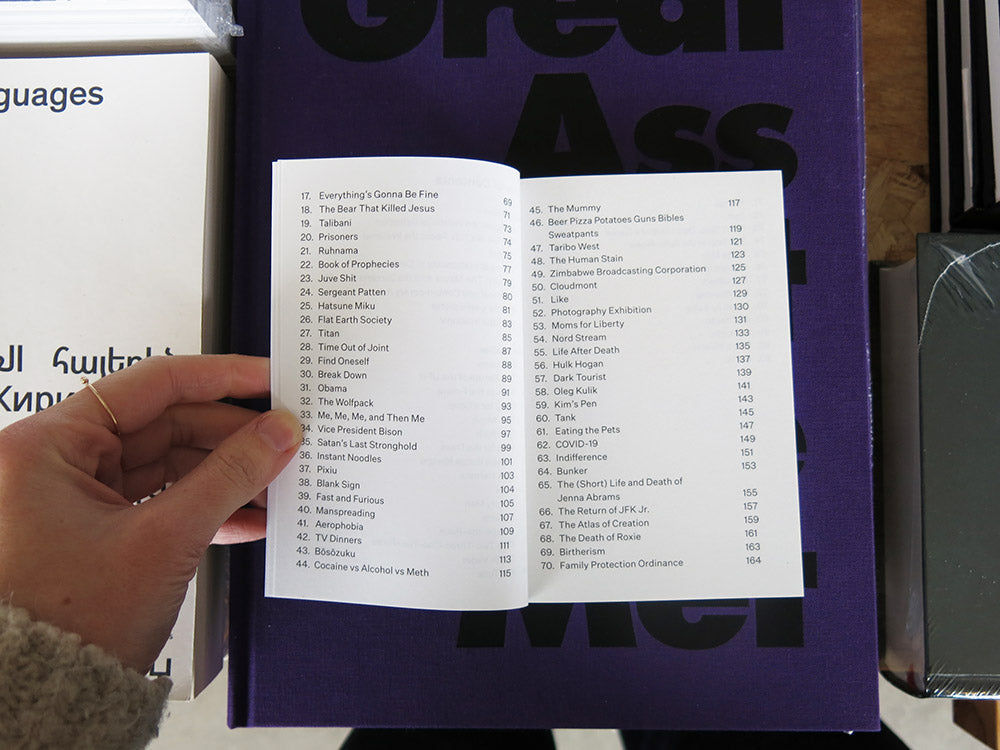 Great
Ass
Met
guages
այլ հայերէն
17. Everything's Gonna Be Fine 69
18. The Bear That Killed Jesus 71
19. Talibani 73
20. Prisoners 74
21. Ruhnama 75
22. Book of Prophecies 77
23. Juve Shit 79
24. Sergeant Patten 80
25. Hatsune Miku 81
26. Flat Earth Society 83
27. Titan 85
28. Time Out of Joint 87
29. Find Oneself 88
30. Break Down 89
31. Obama 91
32. The Wolfpack 93
33. Me, Me, Me, and Then Me 95
34. Vice President Bison 97
35. Satan's Last Stronghold 99
36. Instant Noodles 101
37. Pixiu 103
38. Blank Sign 104
39. Fast and Furious 105
40. Manspreading 107
41. Aerophobia 109
42. TV Dinners 111
43. Bōsōzuku 113
44. Cocaine vs Alcohol vs Meth 115
45. The Mummy 117
46. Beer Pizza Potatoes Guns Bibles
Sweatpants 119
47. Taribo West 121
48. The Human Stain 123
49. Zimbabwe Broadcasting Corporation 125
50. Cloudmont 127
51. Like 129
52. Photography Exhibition 130
53. Moms for Liberty 131
54. Nord Stream 133
55. Life After Death 135
56. Hulk Hogan 137
57. Dark Tourist 139
58. Oleg Kulik 141
59. Kim's Pen 143
60. Tank 145
61. Eating the Pets 147
62. COVID-19 149
63. Indifference 151
64. Bunker 153
65. The (Short) Life and Death of
Jenna Abrams 155
66. The Return of JFK Jr. 157
67. The Atlas of Creation 159
68. The Death of Roxie 161
69. Birtherism 163
70. Family Protection Ordinance 164